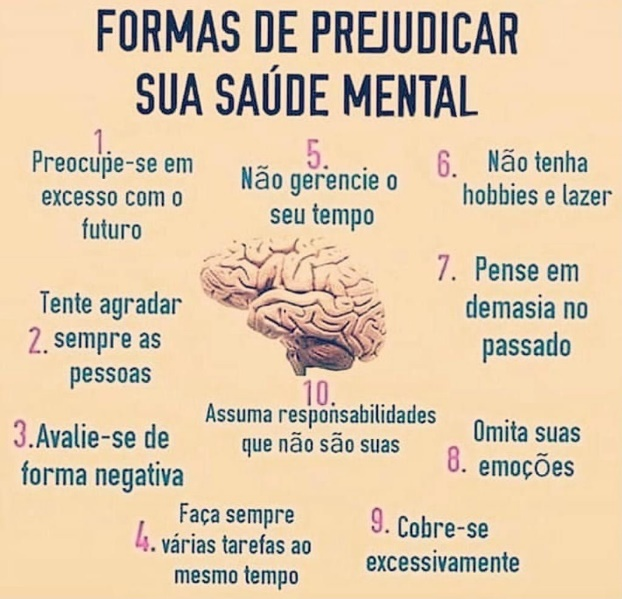 FORMAS DE PREJUDICAR
SUA SAÚDE MENTAL
1.
Preocupe-se em
excesso com o
futuro
Tente agradar
2. sempre as
pessoas
3. Avalie-se de
forma negativa
Faça sempre
4. várias tarefas ao
mesmo tempo
5.
Não gerencie o
seu tempo
6. Não tenha
hobbies e lazer
7. Pense em
demasia no
passado
Omita suas
8. emoções
9. Cobre-se
excessivamente
10.
Assuma responsabilidades
que não são suas